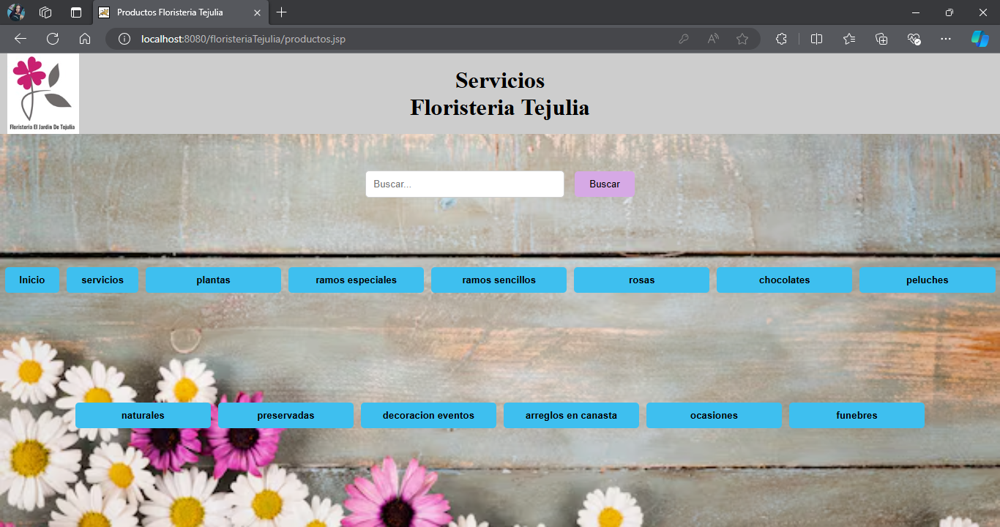 Productos Floristeria Tejulia
localhost:8080/floristeriaTejulia/productos.jsp
Floristeria El Jardin De Tejulia
Servicios
Floristeria Tejulia
Buscar... Buscar
Inicio servicios plantas ramos especiales ramos sencillos rosas chocolates peluches
naturales preservadas decoracion eventos arreglos en canasta ocasiones funebres